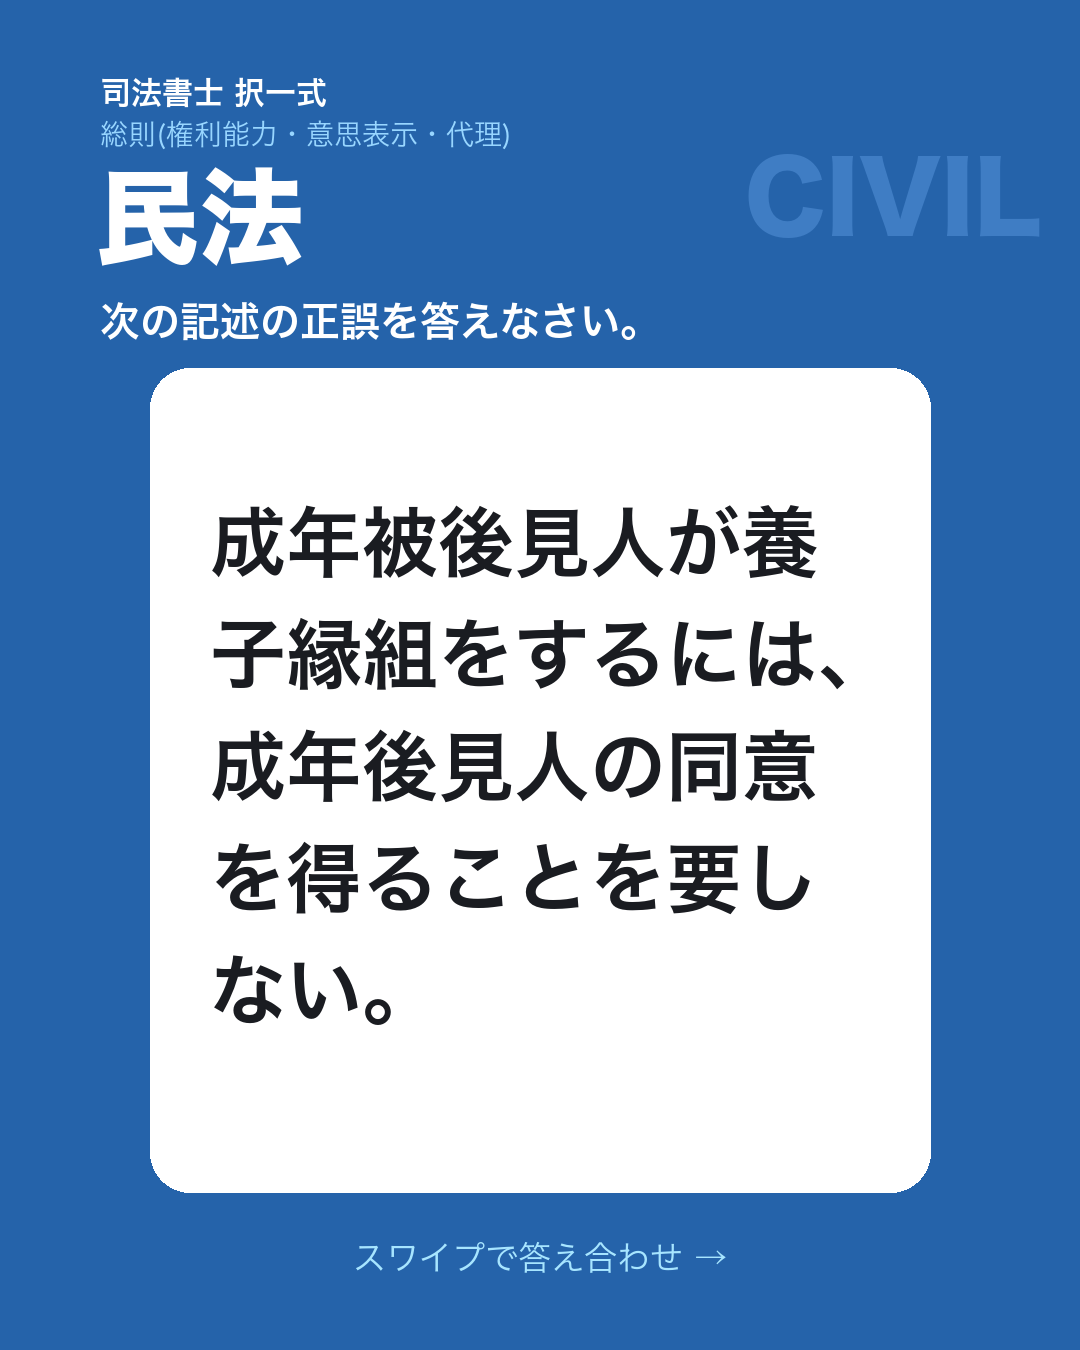 司法書士 択一式
総則(権利能力・意思表示・代理)
民法
CIVIL
次の記述の正誤を答えなさい。
成年被後見人が養
子縁組をするには、
成年後見人の同意
を得ることを要し
ない。
スワイプで答え合わせ →